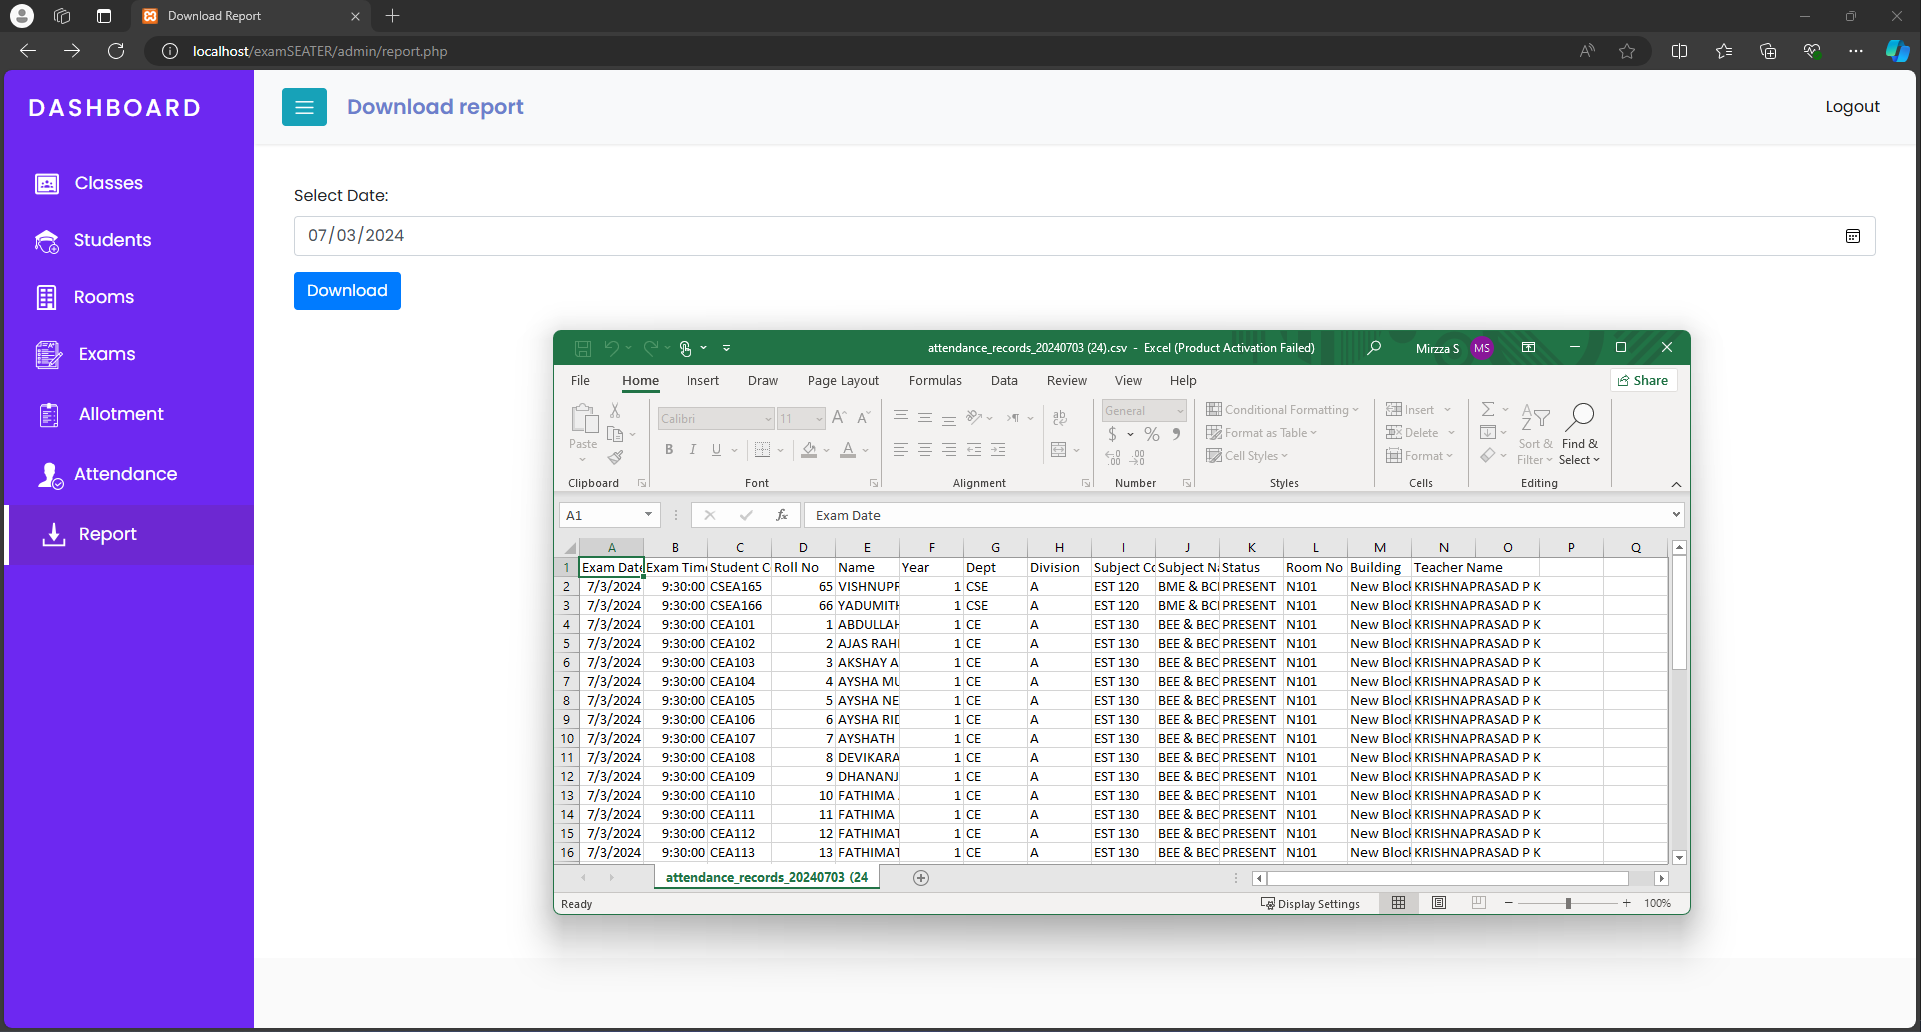 Download Report
localhost/examSEATER/admin/report.php
DASHBOARD
Download report
Logout
Classes
Students
Rooms
Exams
Allotment
Attendance
Report
Select Date:
07/03/2024
Download
attendance_records_20240703 (24).csv - Excel (Product Activation Failed)
Mirzza S
MS
File Home Insert Draw Page Layout Formulas Data Review View Help
Share
Paste
Clipboard
Calibri 11
B I U
Font
Alignment
General
Number
Conditional Formatting
Format as Table
Cell Styles
Styles
Insert
Delete
Format
Cells
Sort & Filter
Find & Select
Editing
A1 fx Exam Date
A B C D E F G H I J K L M N O P Q
1 Exam Date Exam Tim Student C Roll No Name Year Dept Division Subject Co Subject Na Status Room No Building Teacher Name
2 7/3/2024 9:30:00 CSEA165 65 VISHNUPR 1 CSE A EST 120 BME & BCE PRESENT N101 New Block KRISHNAPRASAD P K
3 7/3/2024 9:30:00 CSEA166 66 YADUMITH 1 CSE A EST 120 BME & BCE PRESENT N101 New Block KRISHNAPRASAD P K
4 7/3/2024 9:30:00 CEA101 1 ABDULLAH 1 CE A EST 130 BEE & BEC PRESENT N101 New Block KRISHNAPRASAD P K
5 7/3/2024 9:30:00 CEA102 2 AJAS RAHI 1 CE A EST 130 BEE & BEC PRESENT N101 New Block KRISHNAPRASAD P K
6 7/3/2024 9:30:00 CEA103 3 AKSHAY A 1 CE A EST 130 BEE & BEC PRESENT N101 New Block KRISHNAPRASAD P K
7 7/3/2024 9:30:00 CEA104 4 AYSHA MU 1 CE A EST 130 BEE & BEC PRESENT N101 New Block KRISHNAPRASAD P K
8 7/3/2024 9:30:00 CEA105 5 AYSHA NE 1 CE A EST 130 BEE & BEC PRESENT N101 New Block KRISHNAPRASAD P K
9 7/3/2024 9:30:00 CEA106 6 AYSHA RID 1 CE A EST 130 BEE & BEC PRESENT N101 New Block KRISHNAPRASAD P K
10 7/3/2024 9:30:00 CEA107 7 AYSHATH 1 CE A EST 130 BEE & BEC PRESENT N101 New Block KRISHNAPRASAD P K
11 7/3/2024 9:30:00 CEA108 8 DEVIKARA 1 CE A EST 130 BEE & BEC PRESENT N101 New Block KRISHNAPRASAD P K
12 7/3/2024 9:30:00 CEA109 9 DHANANJ 1 CE A EST 130 BEE & BEC PRESENT N101 New Block KRISHNAPRASAD P K
13 7/3/2024 9:30:00 CEA110 10 FATHIMA 1 CE A EST 130 BEE & BEC PRESENT N101 New Block KRISHNAPRASAD P K
14 7/3/2024 9:30:00 CEA111 11 FATHIMA 1 CE A EST 130 BEE & BEC PRESENT N101 New Block KRISHNAPRASAD P K
15 7/3/2024 9:30:00 CEA112 12 FATHIMAT 1 CE A EST 130 BEE & BEC PRESENT N101 New Block KRISHNAPRASAD P K
16 7/3/2024 9:30:00 CEA113 13 FATHIMAT 1 CE A EST 130 BEE & BEC PRESENT N101 New Block KRISHNAPRASAD P K
attendance_records_20240703 (24
Ready
Display Settings
100%